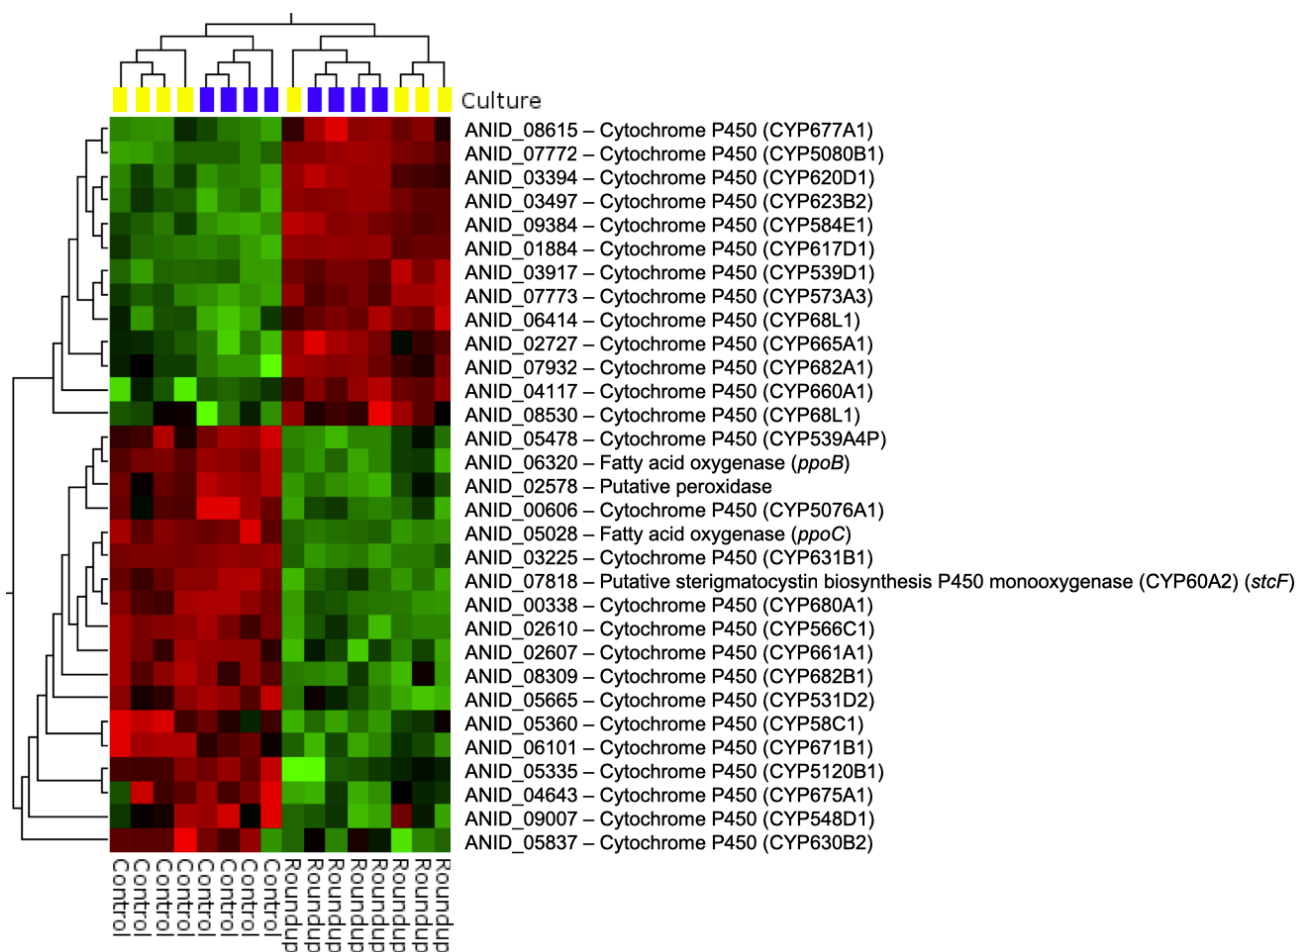 Culture
ANID_08615 – Cytochrome P450 (CYP677A1)
ANID_07772 – Cytochrome P450 (CYP5080B1)
ANID_03394 – Cytochrome P450 (CYP620D1)
ANID_03497 – Cytochrome P450 (CYP623B2)
ANID_09384 – Cytochrome P450 (CYP584E1)
ANID_01884 – Cytochrome P450 (CYP617D1)
ANID_03917 – Cytochrome P450 (CYP539D1)
ANID_07773 – Cytochrome P450 (CYP573A3)
ANID_06414 – Cytochrome P450 (CYP68L1)
ANID_02727 – Cytochrome P450 (CYP665A1)
ANID_07932 – Cytochrome P450 (CYP682A1)
ANID_04117 – Cytochrome P450 (CYP660A1)
ANID_08530 – Cytochrome P450 (CYP68L1)
ANID_05478 – Cytochrome P450 (CYP539A4P)
ANID_06320 – Fatty acid oxygenase (ppoB)
ANID_02578 – Putative peroxidase
ANID_00606 – Cytochrome P450 (CYP5076A1)
ANID_05028 – Fatty acid oxygenase (ppoC)
ANID_03225 – Cytochrome P450 (CYP631B1)
ANID_07818 – Putative sterigmatocystin biosynthesis P450 monooxygenase (CYP60A2) (stcF)
ANID_00338 – Cytochrome P450 (CYP680A1)
ANID_02610 – Cytochrome P450 (CYP566C1)
ANID_02607 – Cytochrome P450 (CYP661A1)
ANID_08309 – Cytochrome P450 (CYP682B1)
ANID_05665 – Cytochrome P450 (CYP531D2)
ANID_05360 – Cytochrome P450 (CYP58C1)
ANID_06101 – Cytochrome P450 (CYP671B1)
ANID_05335 – Cytochrome P450 (CYP5120B1)
ANID_04643 – Cytochrome P450 (CYP675A1)
ANID_09007 – Cytochrome P450 (CYP548D1)
ANID_05837 – Cytochrome P450 (CYP630B2)
Control
Control
Control
Control
Control
Control
Control
Control
Roundup
Roundup
Roundup
Roundup
Roundup
Roundup
Roundup
Roundup